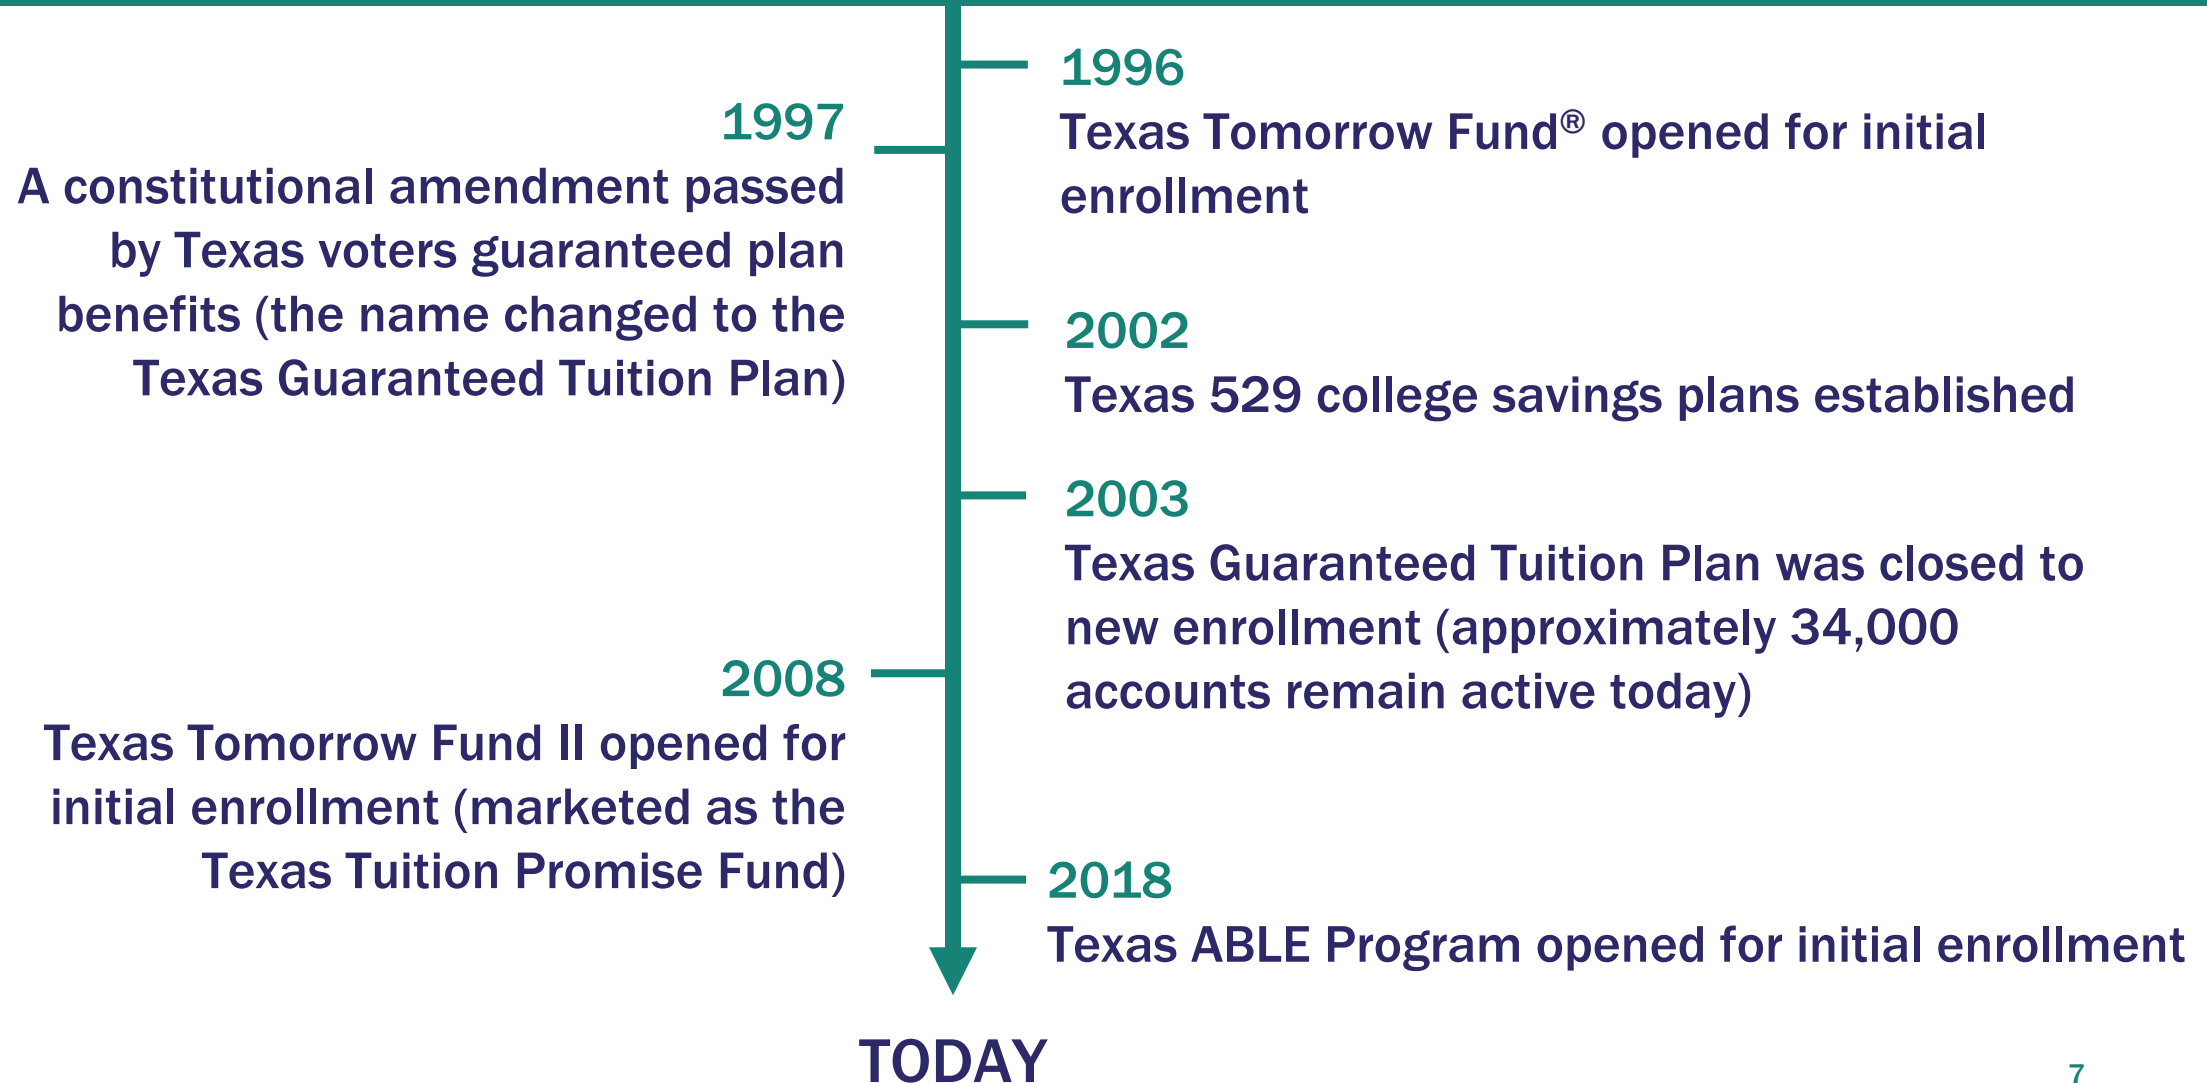 1996
Texas Tomorrow Fund® opened for initial
enrollment
1997
A constitutional amendment passed
by Texas voters guaranteed plan
benefits (the name changed to the
Texas Guaranteed Tuition Plan)
2002
Texas 529 college savings plans established
2003
Texas Guaranteed Tuition Plan was closed to
new enrollment (approximately 34,000
accounts remain active today)
2008
Texas Tomorrow Fund II opened for
initial enrollment (marketed as the
Texas Tuition Promise Fund)
2018
Texas ABLE Program opened for initial enrollment
TODAY
7